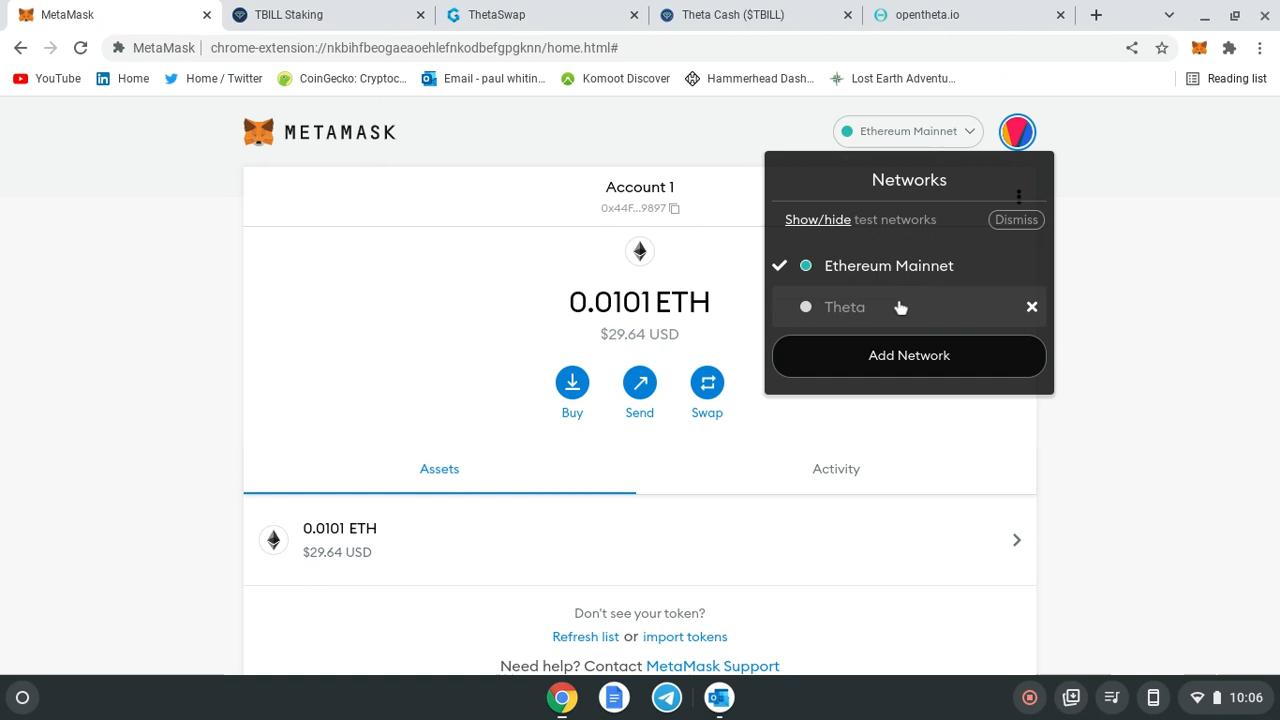 MetaMask
TBILL Staking
ThetaSwap
Theta Cash ($TBILL)
opentheta.io
MetaMask
chrome-extension://nkbihfbeogaeaoehlefnkodbefgpgknn/home.html#
YouTube
Home
Home / Twitter
CoinGecko: Cryptoc...
Email - paul whitin...
Komoot Discover
Hammerhead Dash...
Lost Earth Adventu...
Reading list
METAMASK
Ethereum Mainnet
Account 1
0x44F...9897
Networks
Show/hide test networks
Dismiss
Ethereum Mainnet
Theta
Add Network
0.0101 ETH
$29.64 USD
Buy
Send
Swap
Assets
Activity
0.0101 ETH
$29.64 USD
Don't see your token?
Refresh list or import tokens
Need help? Contact MetaMask Support
10:06